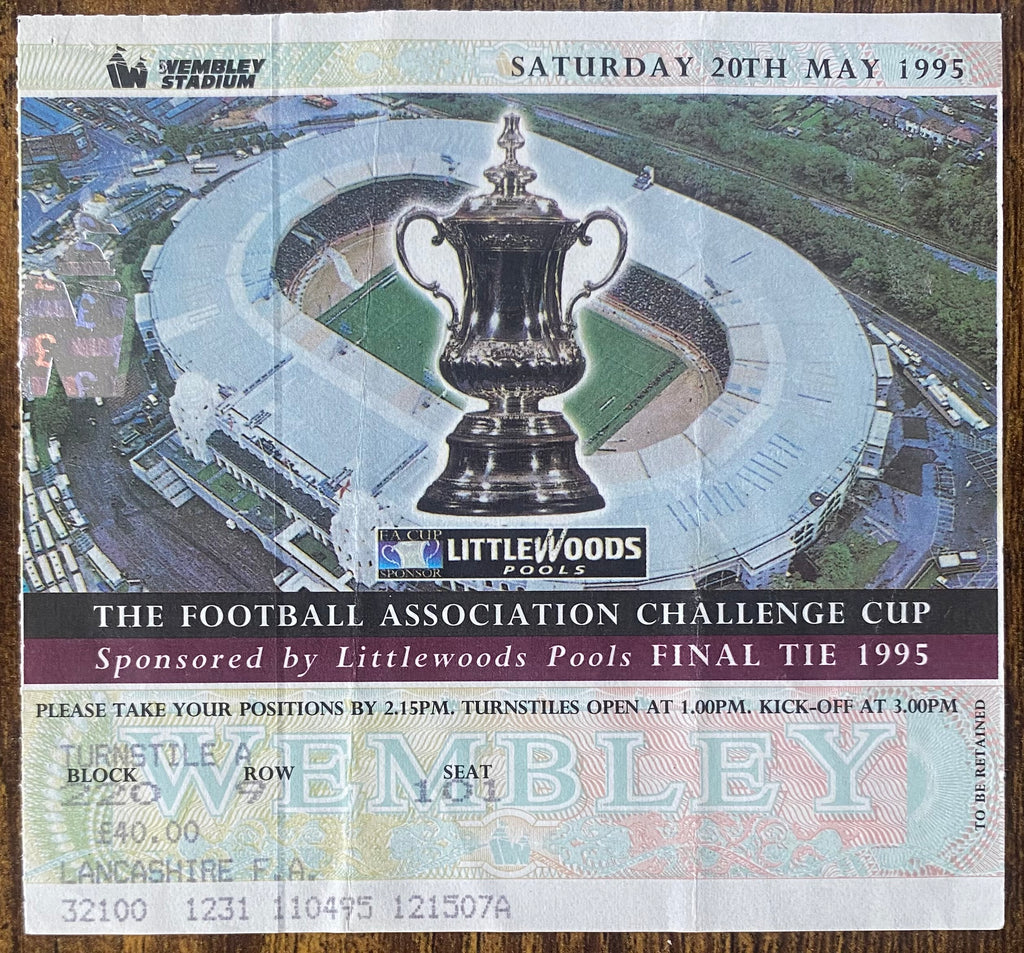 WEMBLEY
STADIUM
SATURDAY 20TH MAY 1995
FA CUP
SPONSOR
LITTLEWOODS
POOLS
THE FOOTBALL ASSOCIATION CHALLENGE CUP
Sponsored by Littlewoods Pools FINAL TIE 1995
PLEASE TAKE YOUR POSITIONS BY 2.15PM. TURNSTILES OPEN AT 1.00PM. KICK-OFF AT 3.00PM
WEMBLEY
TURNSTILE A
BLOCK ROW SEAT
220 9 101
£40.00
LANCASHIRE F.A.
32100 1231 110495 121507A
TO BE RETAINED